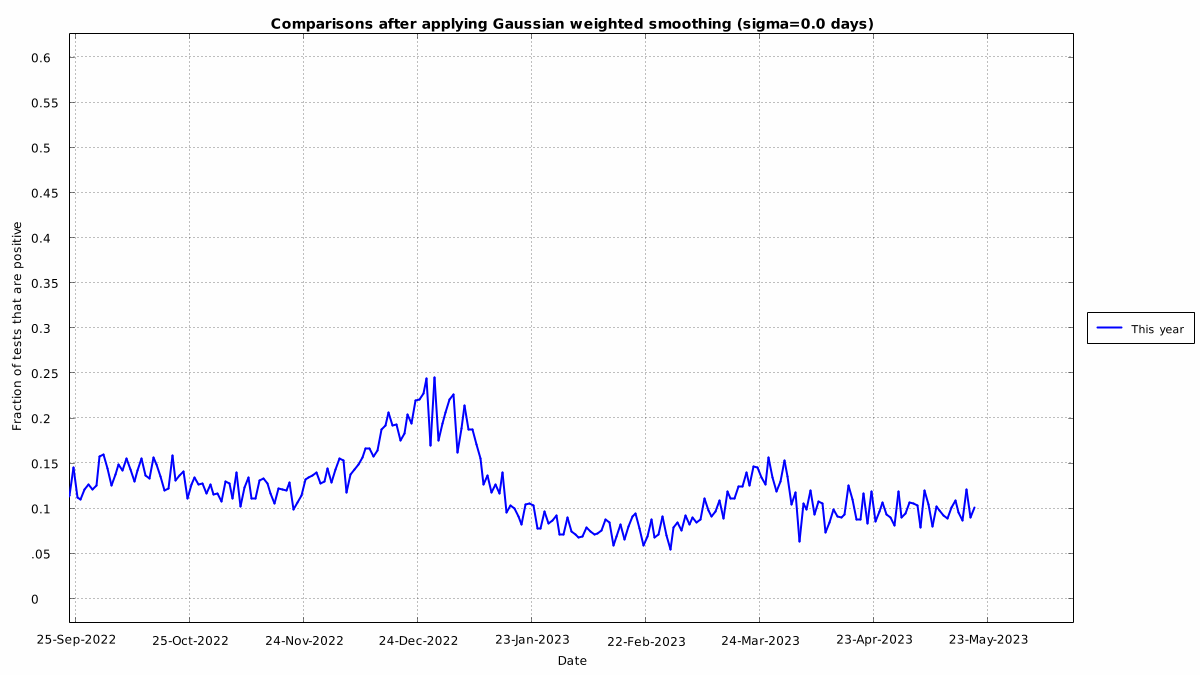 Comparisons after applying Gaussian weighted smoothing (sigma=0.0 days)
0.6
0.55
0.5
0.45
0.4
0.35
0.3
0.25
0.2
0.15
0.1
.05
0
Fraction of tests that are positive
This year
25-Sep-2022
25-Oct-2022
24-Nov-2022
24-Dec-2022
23-Jan-2023
22-Feb-2023
24-Mar-2023
23-Apr-2023
23-May-2023
Date